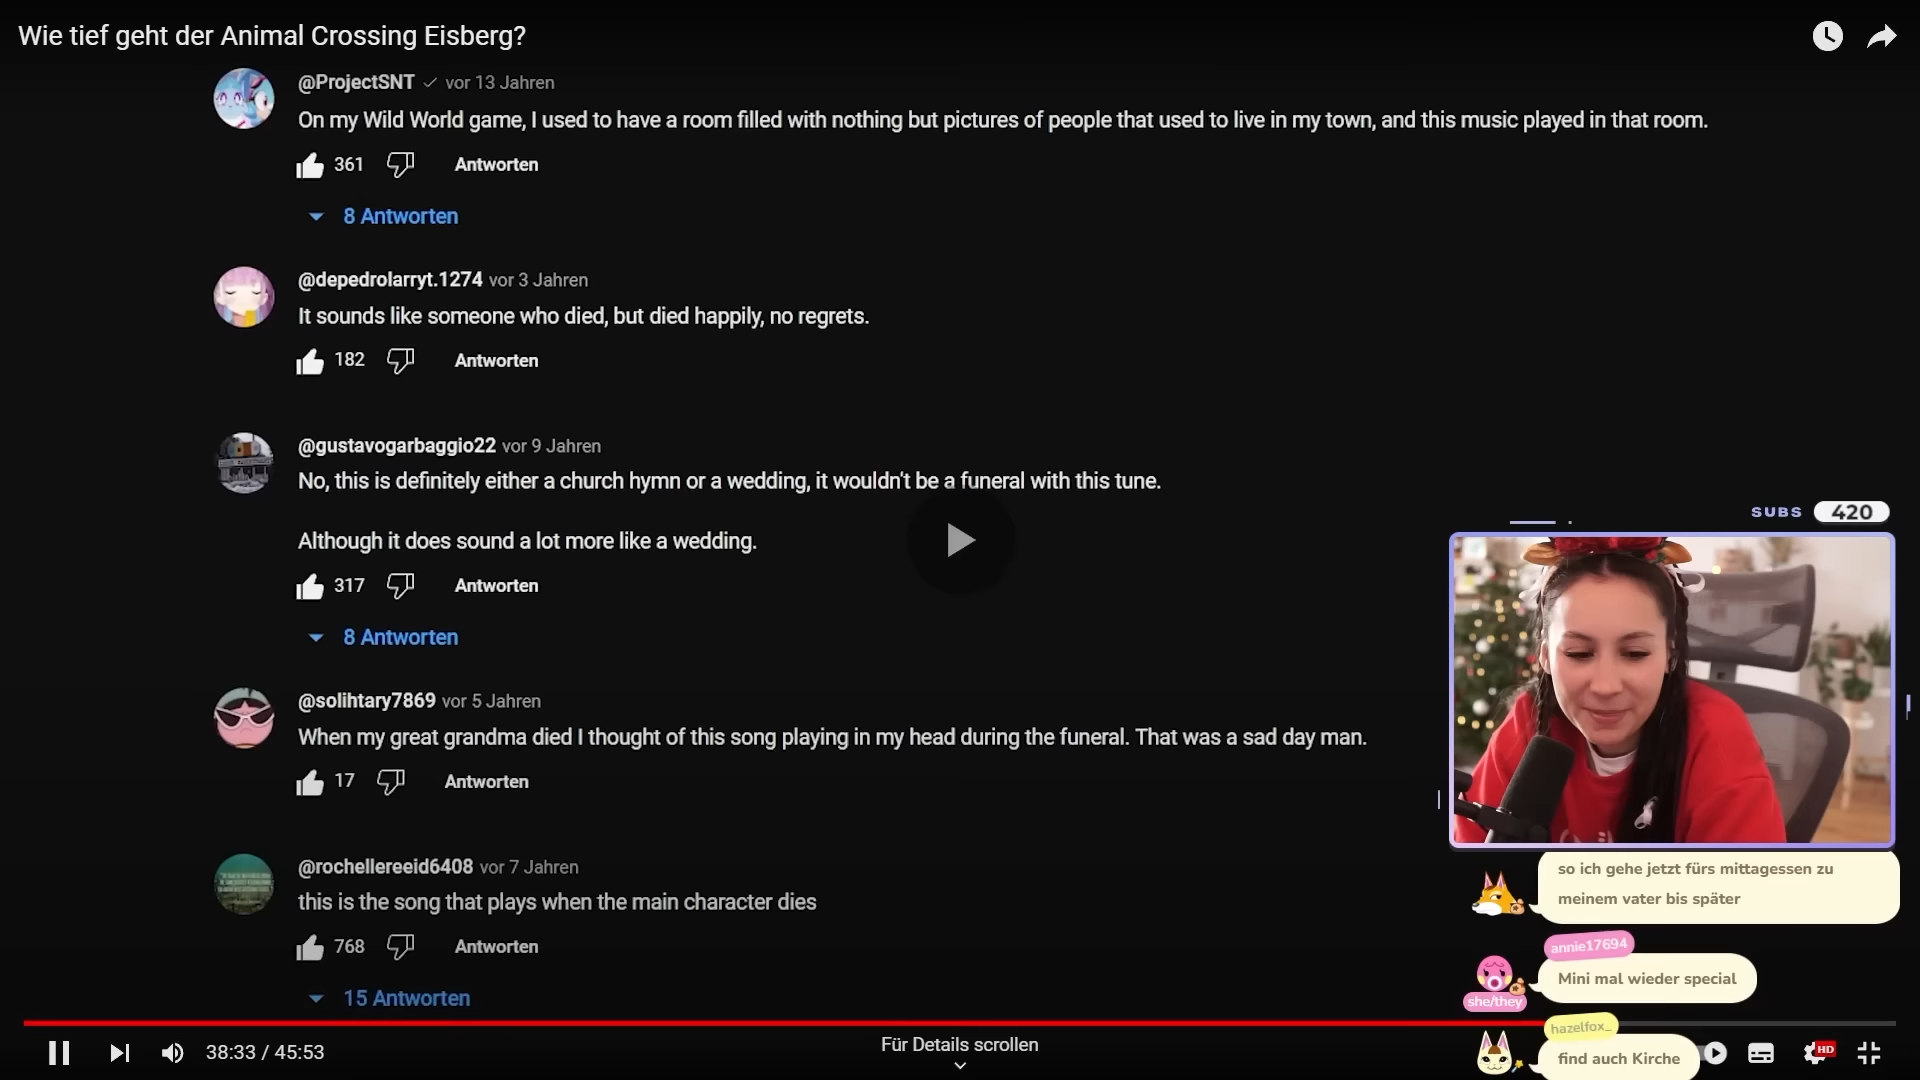 Wie tief geht der Animal Crossing Eisberg?
@ProjectSNT vor 13 Jahren
On my Wild World game, I used to have a room filled with nothing but pictures of people that used to live in my town, and this music played in that room.
361 Antworten
8 Antworten
@depedrolarryt.1274 vor 3 Jahren
It sounds like someone who died, but died happily, no regrets.
182 Antworten
@gustavogarbaggio22 vor 9 Jahren
No, this is definitely either a church hymn or a wedding, it wouldn't be a funeral with this tune.
Although it does sound a lot more like a wedding.
317 Antworten
8 Antworten
@solihtary7869 vor 5 Jahren
When my great grandma died I thought of this song playing in my head during the funeral. That was a sad day man.
17 Antworten
@rochellereeid6408 vor 7 Jahren
this is the song that plays when the main character dies
768 Antworten
15 Antworten
SUBS 420
so ich gehe jetzt fürs mittagessen zu
meinem vater bis später
annie17694
Mini mal wieder special
she/they
hazelfox_
find auch Kirche
38:33 / 45:53
Für Details scrollen
HD